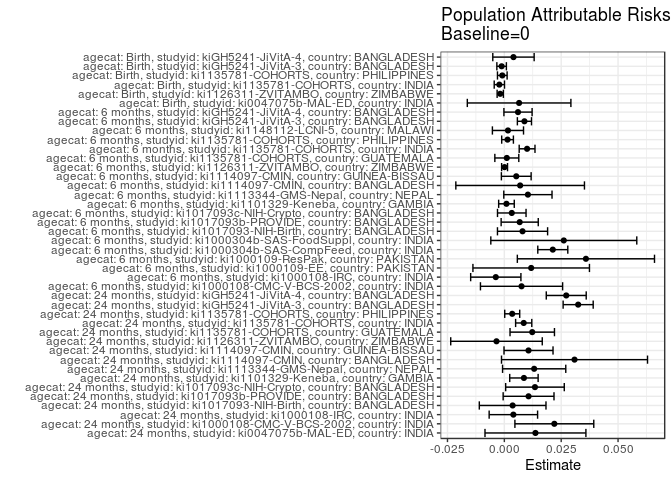 Population Attributable Risks
Baseline=0
agecat: Birth, studyid: kiGH5241-JiVitA-4, country: BANGLADESH
agecat: Birth, studyid: kiGH5241-JiVitA-3, country: BANGLADESH
agecat: Birth, studyid: ki1135781-COHORTS, country: PHILIPPINES
agecat: Birth, studyid: ki1135781-COHORTS, country: INDIA
agecat: Birth, studyid: ki1126311-ZVITAMBO, country: ZIMBABWE
agecat: Birth, studyid: ki0047075b-MAL-ED, country: INDIA
agecat: 6 months, studyid: kiGH5241-JiVitA-4, country: BANGLADESH
agecat: 6 months, studyid: kiGH5241-JiVitA-3, country: BANGLADESH
agecat: 6 months, studyid: ki1148112-LCNI-5, country: MALAWI
agecat: 6 months, studyid: ki1135781-COHORTS, country: PHILIPPINES
agecat: 6 months, studyid: ki1135781-COHORTS, country: INDIA
agecat: 6 months, studyid: ki1135781-COHORTS, country: GUATEMALA
agecat: 6 months, studyid: ki1126311-ZVITAMBO, country: ZIMBABWE
agecat: 6 months, studyid: ki1114097-CMIN, country: GUINEA-BISSAU
agecat: 6 months, studyid: ki1114097-CMIN, country: BANGLADESH
agecat: 6 months, studyid: ki1113344-GMS-Nepal, country: NEPAL
agecat: 6 months, studyid: ki1101329-Keneba, country: GAMBIA
agecat: 6 months, studyid: ki1017093c-NIH-Crypto, country: BANGLADESH
agecat: 6 months, studyid: ki1017093b-PROVIDE, country: BANGLADESH
agecat: 6 months, studyid: ki1017093-NIH-Birth, country: BANGLADESH
agecat: 6 months, studyid: ki1000304b-SAS-FoodSuppl, country: INDIA
agecat: 6 months, studyid: ki1000304b-SAS-CompFeed, country: INDIA
agecat: 6 months, studyid: ki1000109-ResPak, country: PAKISTAN
agecat: 6 months, studyid: ki1000109-EE, country: PAKISTAN
agecat: 6 months, studyid: ki1000108-IRC, country: INDIA
agecat: 6 months, studyid: ki1000108-CMC-V-BCS-2002, country: INDIA
agecat: 24 months, studyid: kiGH5241-JiVitA-4, country: BANGLADESH
agecat: 24 months, studyid: kiGH5241-JiVitA-3, country: BANGLADESH
agecat: 24 months, studyid: ki1135781-COHORTS, country: PHILIPPINES
agecat: 24 months, studyid: ki1135781-COHORTS, country: INDIA
agecat: 24 months, studyid: ki1135781-COHORTS, country: GUATEMALA
agecat: 24 months, studyid: ki1126311-ZVITAMBO, country: ZIMBABWE
agecat: 24 months, studyid: ki1114097-CMIN, country: GUINEA-BISSAU
agecat: 24 months, studyid: ki1114097-CMIN, country: BANGLADESH
agecat: 24 months, studyid: ki1113344-GMS-Nepal, country: NEPAL
agecat: 24 months, studyid: ki1101329-Keneba, country: GAMBIA
agecat: 24 months, studyid: ki1017093c-NIH-Crypto, country: BANGLADESH
agecat: 24 months, studyid: ki1017093b-PROVIDE, country: BANGLADESH
agecat: 24 months, studyid: ki1017093-NIH-Birth, country: BANGLADESH
agecat: 24 months, studyid: ki1000108-IRC, country: INDIA
agecat: 24 months, studyid: ki1000108-CMC-V-BCS-2002, country: INDIA
agecat: 24 months, studyid: ki0047075b-MAL-ED, country: INDIA
-0.025 0.000 0.025 0.050
Estimate